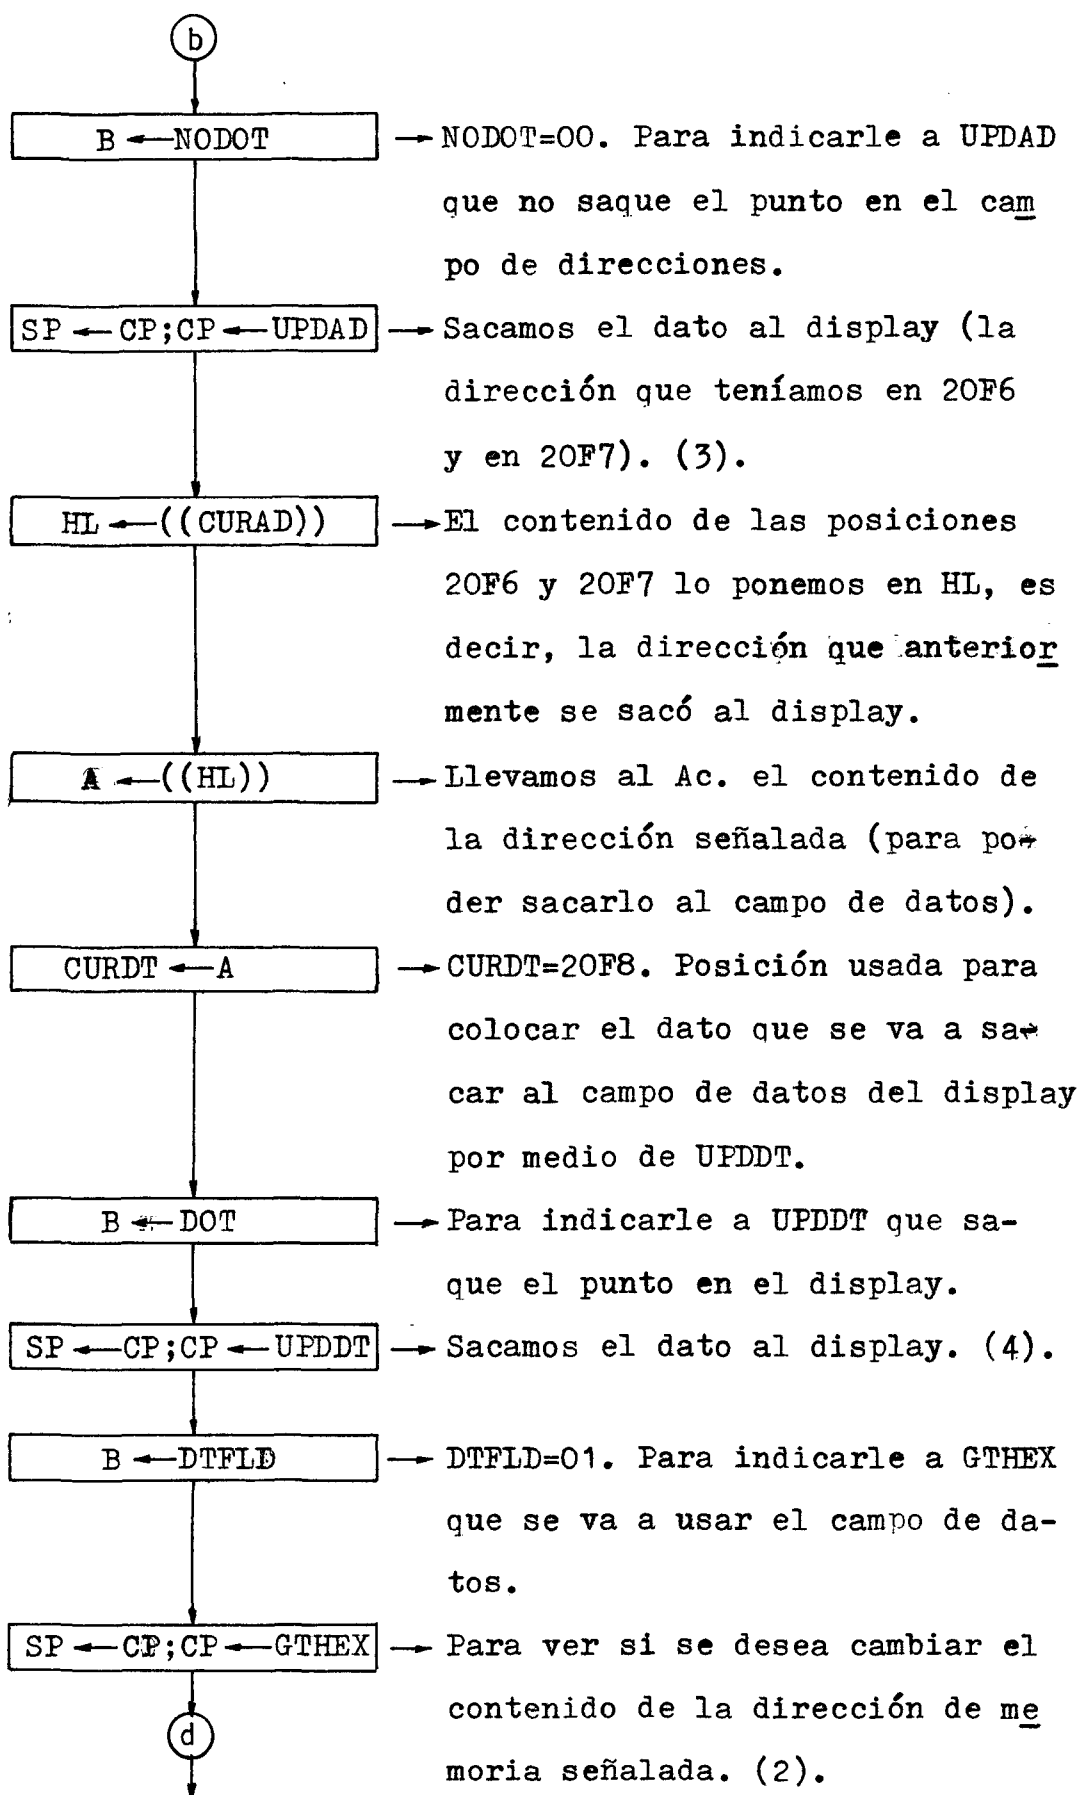 b
B ← NODOT → NODOT=00. Para indicarle a UPDAD
que no saque el punto en el cam
po de direcciones.
SP ← CP;CP ← UPDAD → Sacamos el dato al display (la
dirección que teníamos en 20F6
y en 20F7). (3).
HL ← ((CURAD)) → El contenido de las posiciones
20F6 y 20F7 lo ponemos en HL, es
decir, la dirección que anterior
mente se sacó al display.
A ← ((HL)) → Llevamos al Ac. el contenido de
la dirección señalada (para po-
der sacarlo al campo de datos).
CURDT ← A → CURDT=20F8. Posición usada para
colocar el dato que se va a sa-
car al campo de datos del display
por medio de UPDDT.
B ← DOT → Para indicarle a UPDDT que sa-
que el punto en el display.
SP ← CP;CP ← UPDDT → Sacamos el dato al display. (4).
B ← DTFLD → DTFLD=01. Para indicarle a GTHEX
que se va a usar el campo de da-
tos.
SP ← CP;CP ← GTHEX → Para ver si se desea cambiar el
contenido de la dirección de me
moria señalada. (2).
d